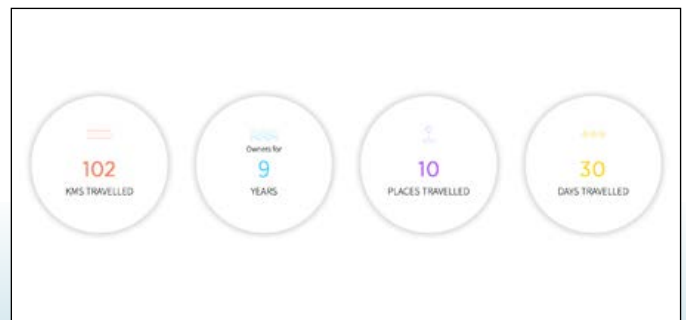 102
KMS TRAVELLED
Owners for
9
YEARS
10
PLACES TRAVELLED
30
DAYS TRAVELLED